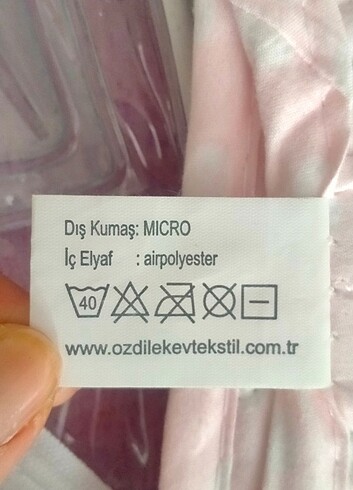 Dış Kumaş: MICRO
İç Elyaf : airpolyester
40
www.ozdilekevtekstil.com.tr